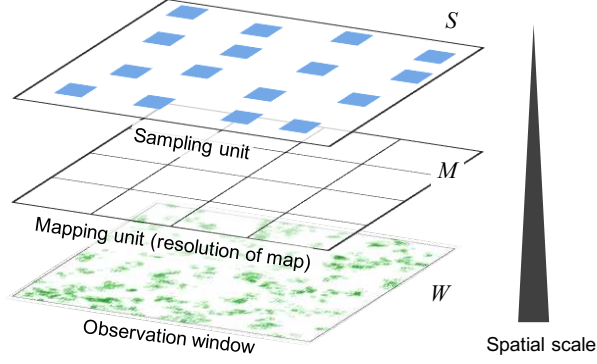 S
Sampling unit
M
Mapping unit (resolution of map)
W
Observation window
Spatial scale